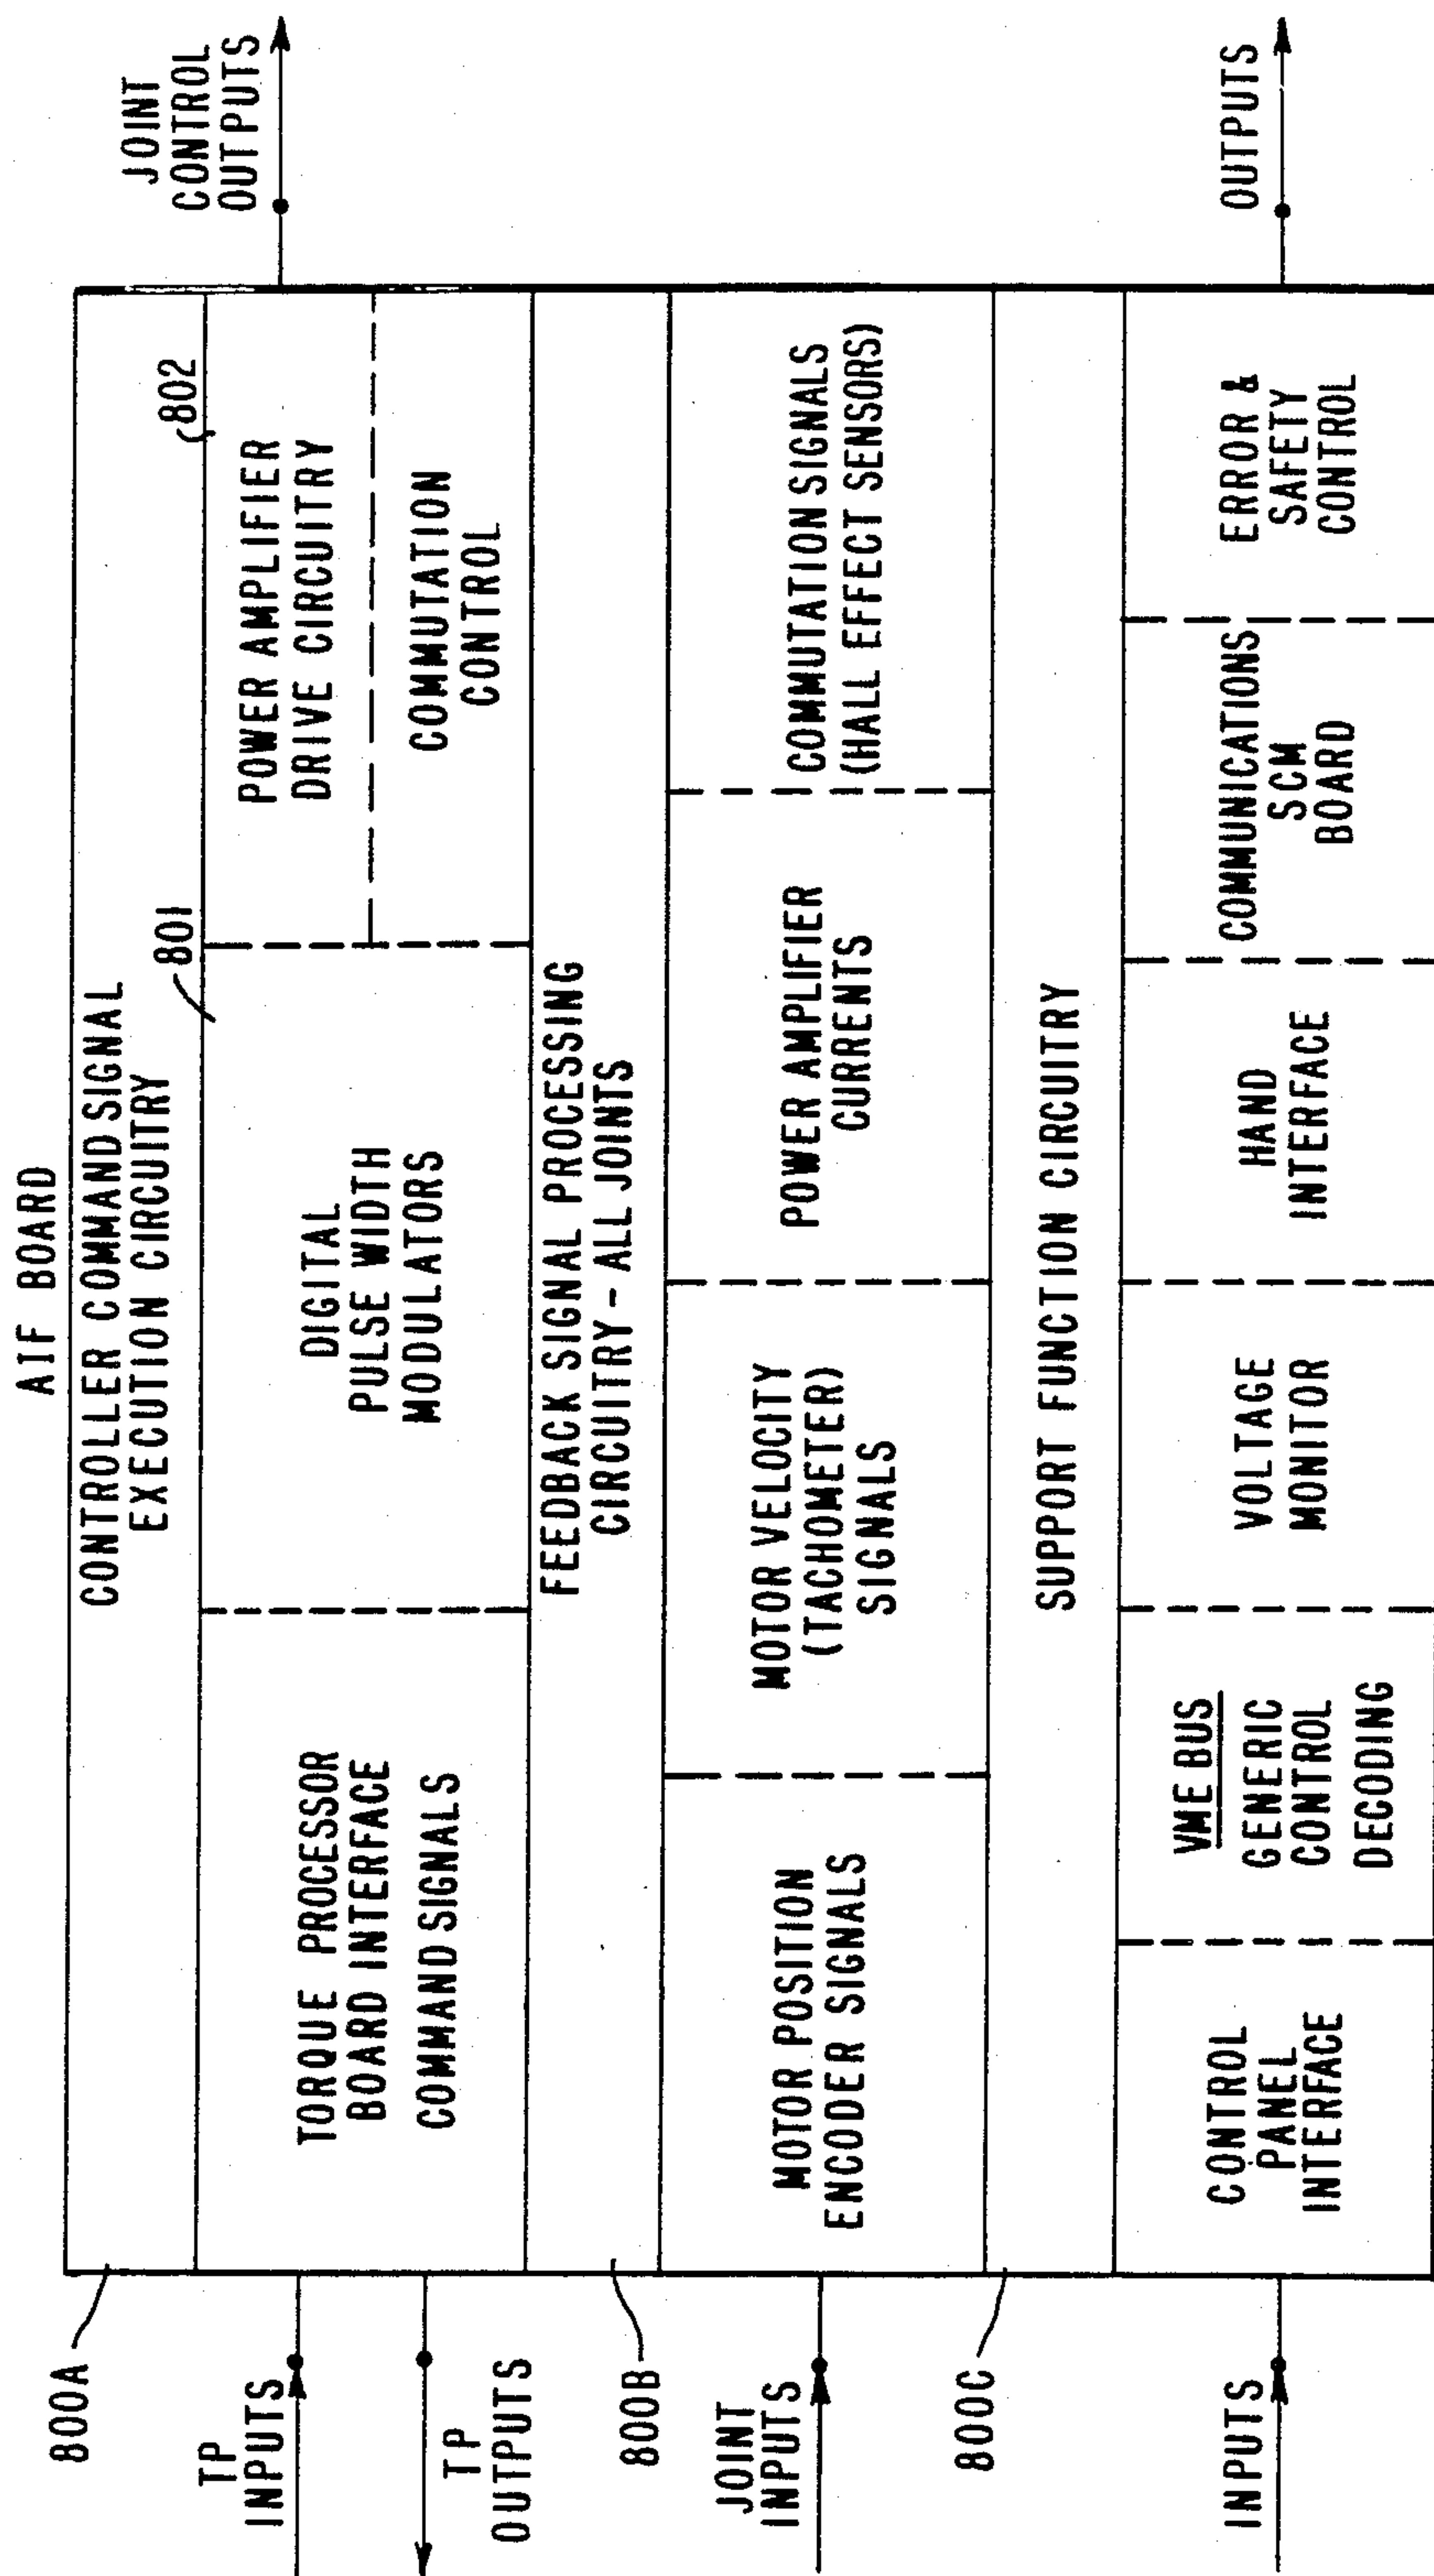 AIF BOARD
800A
CONTROLLER COMMAND SIGNAL
EXECUTION CIRCUITRY
801
802
TP
INPUTS
TP
OUTPUTS
TORQUE PROCESSOR
BOARD INTERFACE
COMMAND SIGNALS
DIGITAL
PULSE WIDTH
MODULATORS
POWER AMPLIFIER
DRIVE CIRCUITRY
COMMUTATION
CONTROL
JOINT
CONTROL
OUTPUTS
800B
FEEDBACK SIGNAL PROCESSING
CIRCUITRY - ALL JOINTS
JOINT
INPUTS
MOTOR POSITION
ENCODER SIGNALS
MOTOR VELOCITY
(TACHOMETER)
SIGNALS
POWER AMPLIFIER
CURRENTS
COMMUTATION SIGNALS
(HALL EFFECT SENSORS)
800C
SUPPORT FUNCTION CIRCUITRY
INPUTS
CONTROL
PANEL
INTERFACE
VME BUS
GENERIC
CONTROL
DECODING
VOLTAGE
MONITOR
HAND
INTERFACE
COMMUNICATIONS
SCM
BOARD
ERROR &
SAFETY
CONTROL
OUTPUTS